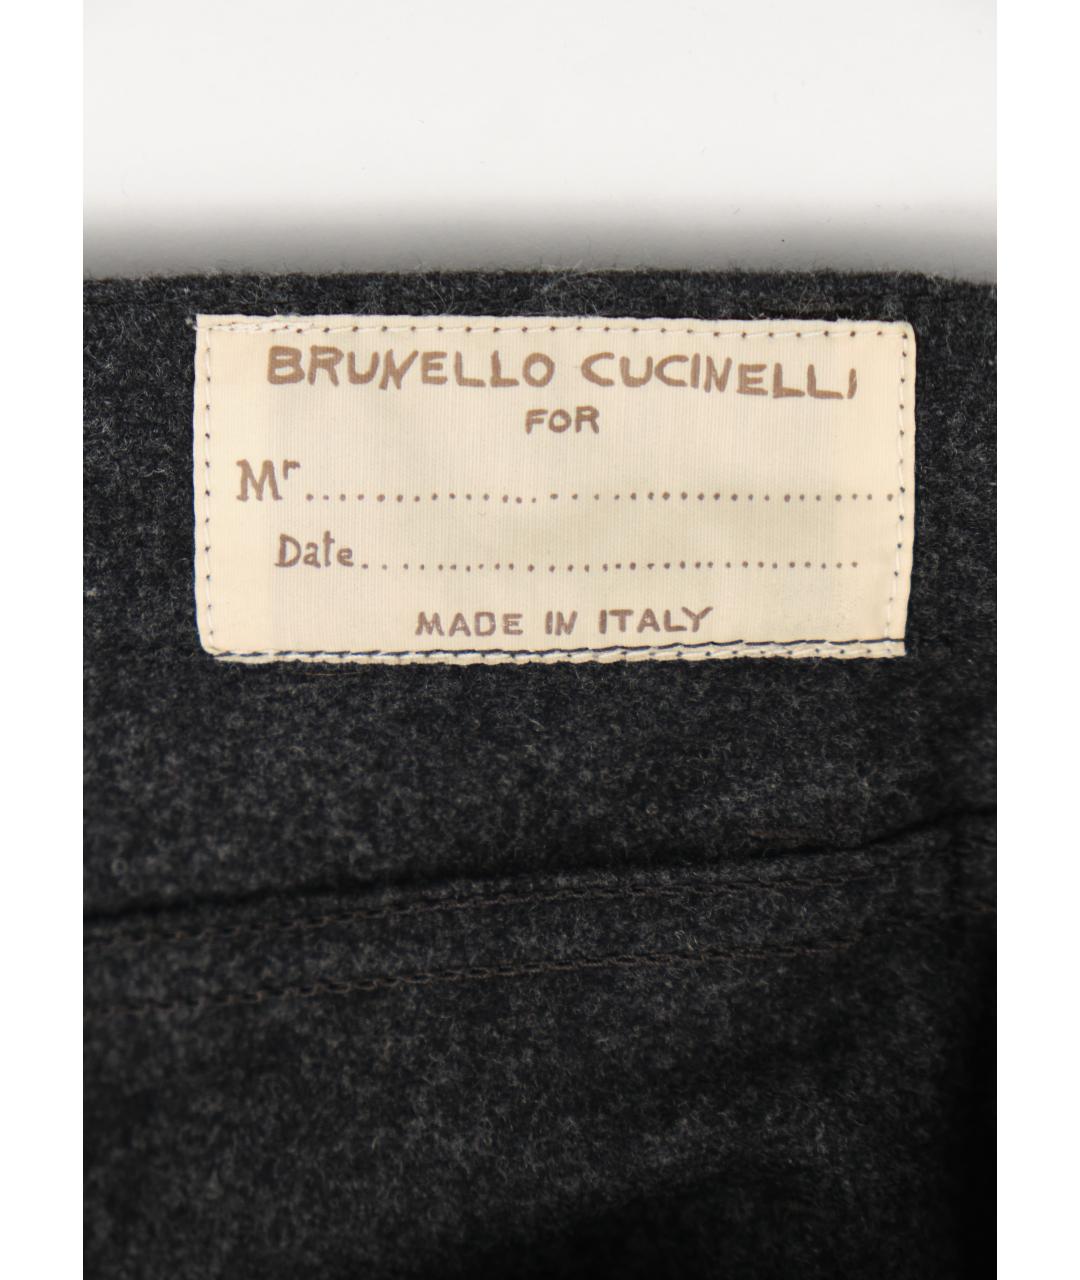 BRUNELLO CUCINELLI
FOR
Mr.......................................
Date..............................
MADE IN ITALY